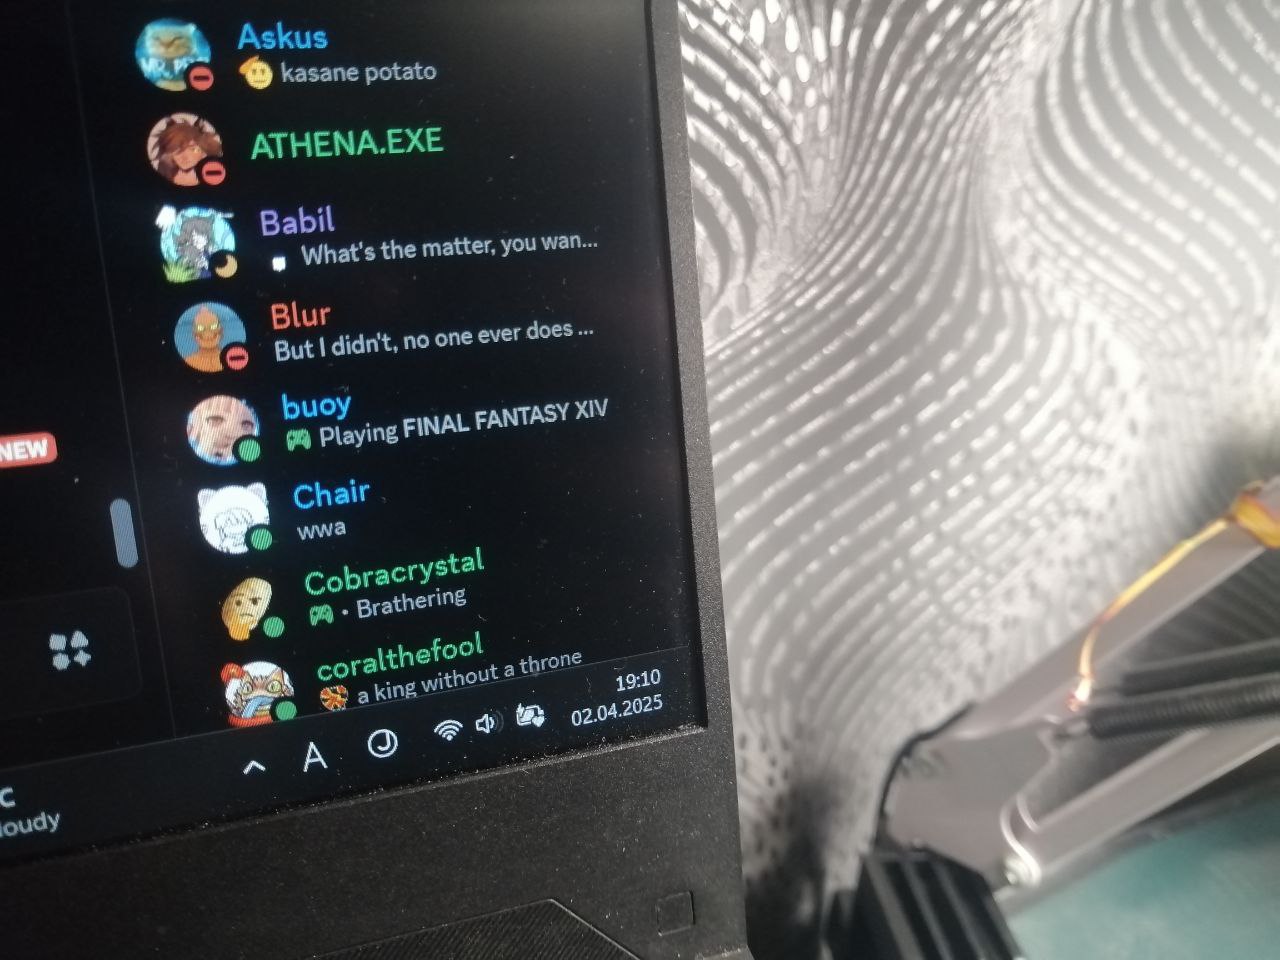 Askus
kasane potato
ATHENA.EXE
Babil
What's the matter, you wan...
Blur
But I didn't, no one ever does ...
buoy
Playing FINAL FANTASY XIV
NEW
Chair
wwa
Cobracrystal
• Brathering
coralthefool
a king without a throne
19:10
02.04.2025
A
C
loudy